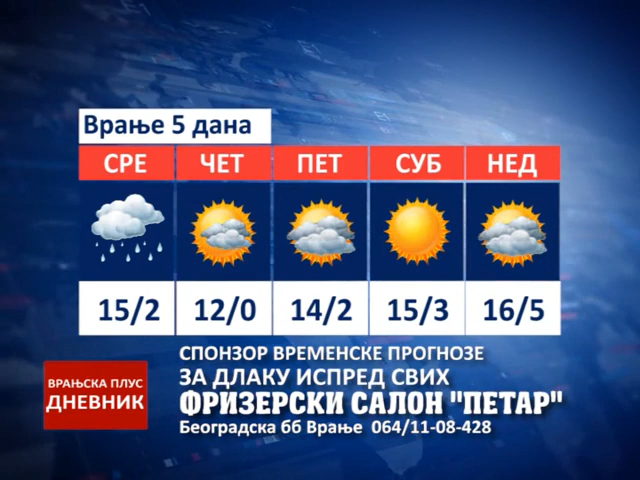 Врање 5 дана
СРЕ ЧЕТ ПЕТ СУБ НЕД
15/2 12/0 14/2 15/3 16/5
СПОНЗОР ВРЕМЕНСКЕ ПРОГНОЗЕ
ЗА ДЛАКУ ИСПРЕД СВИХ
ФРИЗЕРСКИ САЛОН "ПЕТАР"
Београдска бб Врање 064/11-08-428
ВРАЊСКА ПЛУС
ДНЕВНИК